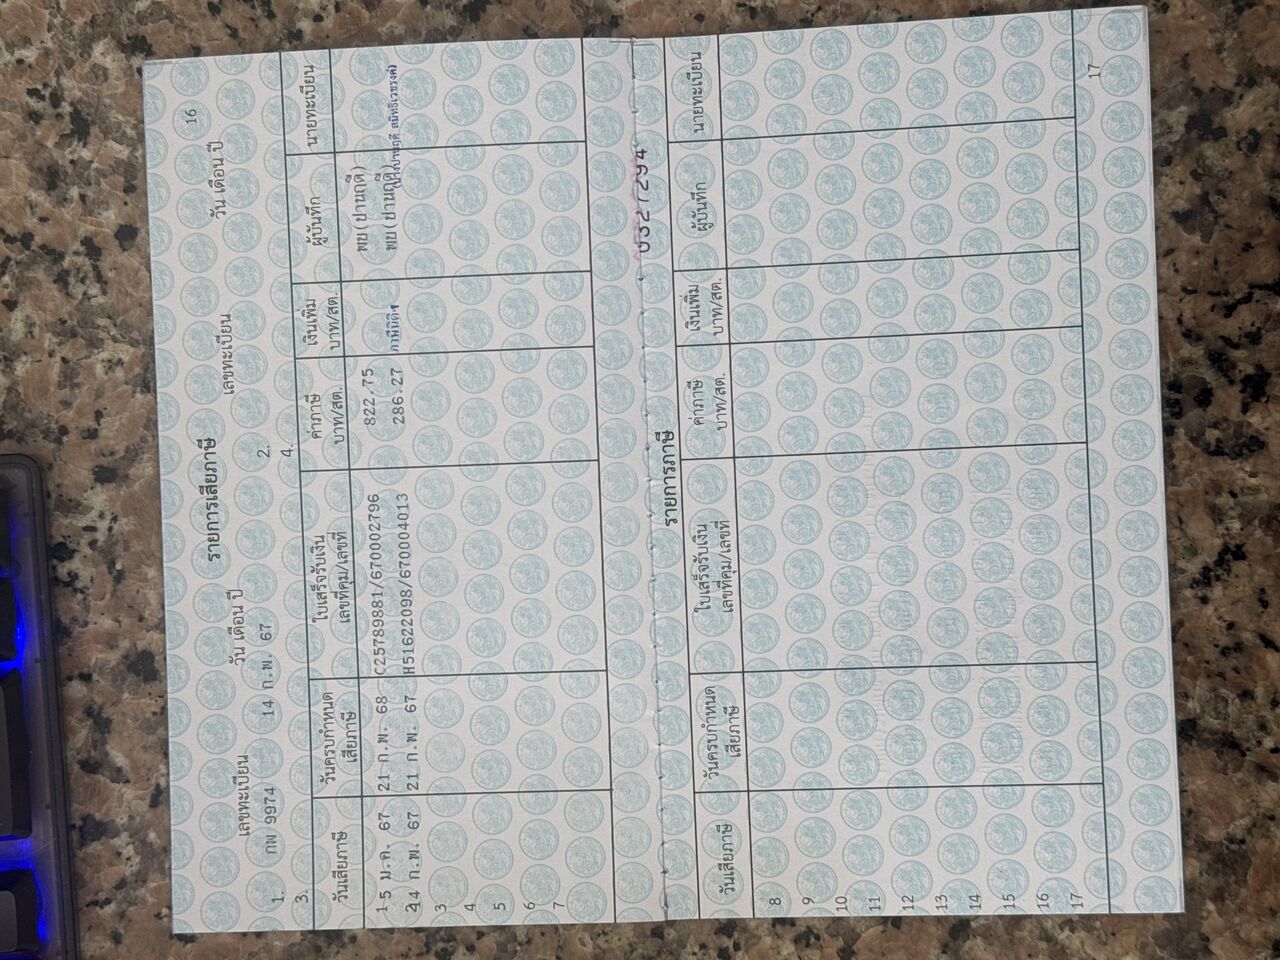 16
รายการเสียภาษี
เลขทะเบียน วัน เดือน ปี เลขทะเบียน วัน เดือน ปี
1. กพ 9974 14 ก.พ. 67 2.
3. 4.
วันเสียภาษี วันครบกำหนด เสียภาษี ใบเสร็จรับเงิน เลขที่คุม/เลขที่ ค่าภาษี บาท/สต. เงินเพิ่ม บาท/สต. ผู้บันทึก นายทะเบียน
1 5 ม.ค. 67 21 ก.พ. 68 C25789881/670002796 822.75 พบ(ปานฤดี)
14 ก.พ. 67 21 ก.พ. 67 H51622098/670004013 286.27 พบ(ปานฤดี)
3
4
5
6
7
0327294
รายการภาษี
วันเสียภาษี วันครบกำหนด เสียภาษี ใบเสร็จรับเงิน เลขที่คุม/เลขที่ ค่าภาษี บาท/สต. เงินเพิ่ม บาท/สต. ผู้บันทึก นายทะเบียน
8
9
10
11
12
13
14
15
16
17
17